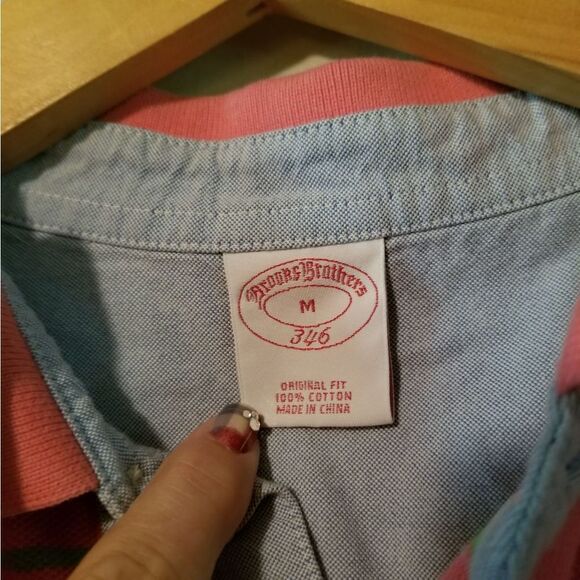 Brooks Brothers
M
346
ORIGINAL FIT
100% COTTON
MADE IN CHINA